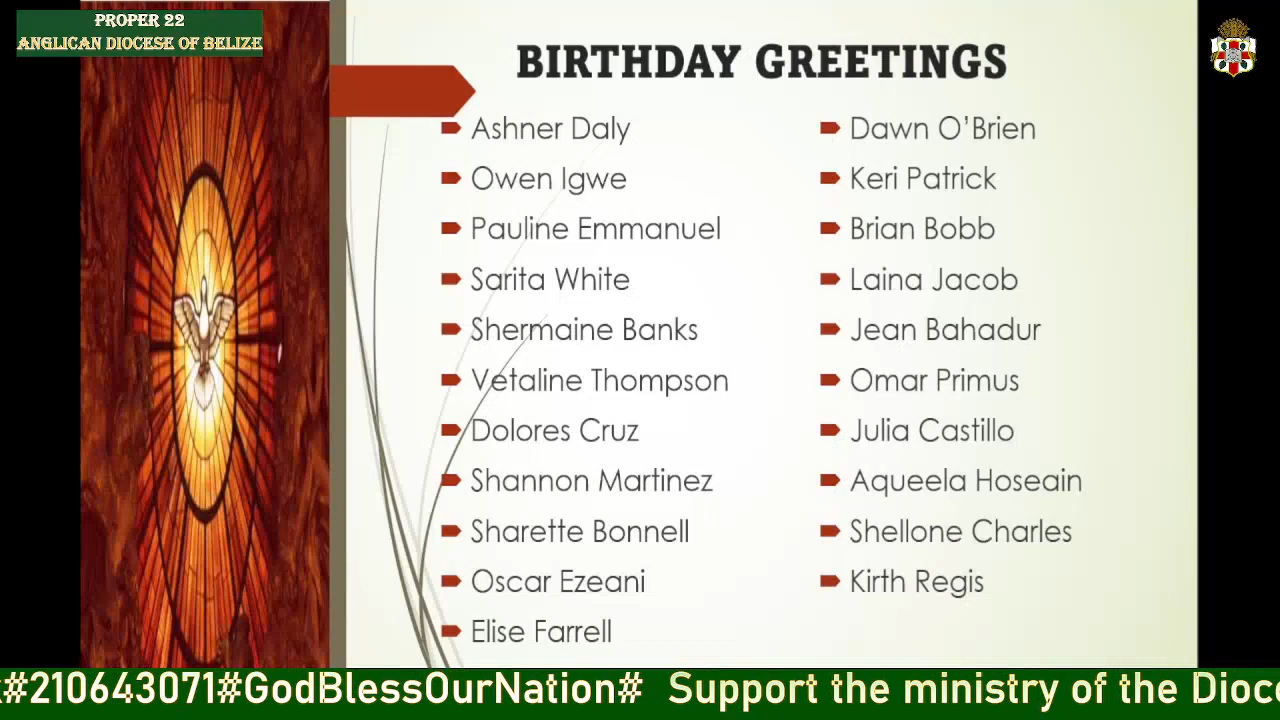 PROPER 22
ANGLICAN DIOCESE OF BELIZE
BIRTHDAY GREETINGS
Ashner Daly
Owen Igwe
Pauline Emmanuel
Sarita White
Shermaine Banks
Vetaline Thompson
Dolores Cruz
Shannon Martinez
Sharette Bonnell
Oscar Ezeani
Elise Farrell
Dawn O'Brien
Keri Patrick
Brian Bobb
Laina Jacob
Jean Bahadur
Omar Primus
Julia Castillo
Aqueela Hoseain
Shellone Charles
Kirth Regis
#210643071#GodBlessOurNation# Support the ministry of the Dioc